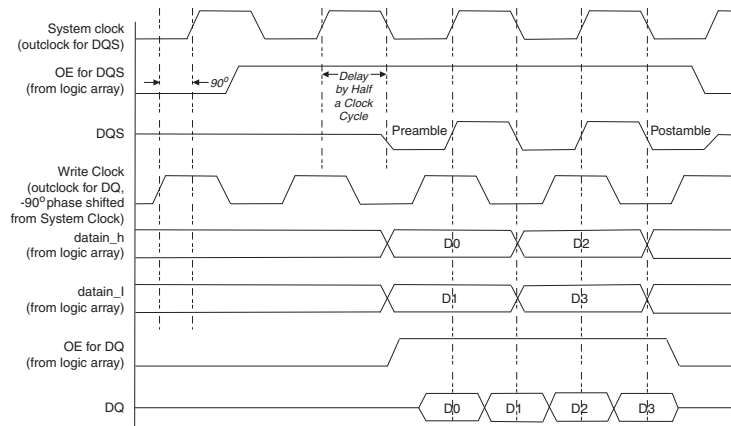 System clock
(outclock for DQS)
OE for DQS
(from logic array)
90°
Delay
by Half
a Clock
Cycle
DQS
Preamble
Postamble
Write Clock
(outclock for DQ,
-90° phase shifted
from System Clock)
datain_h
(from logic array)
D0
D2
datain_l
(from logic array)
D1
D3
OE for DQ
(from logic array)
DQ
D0
D1
D2
D3